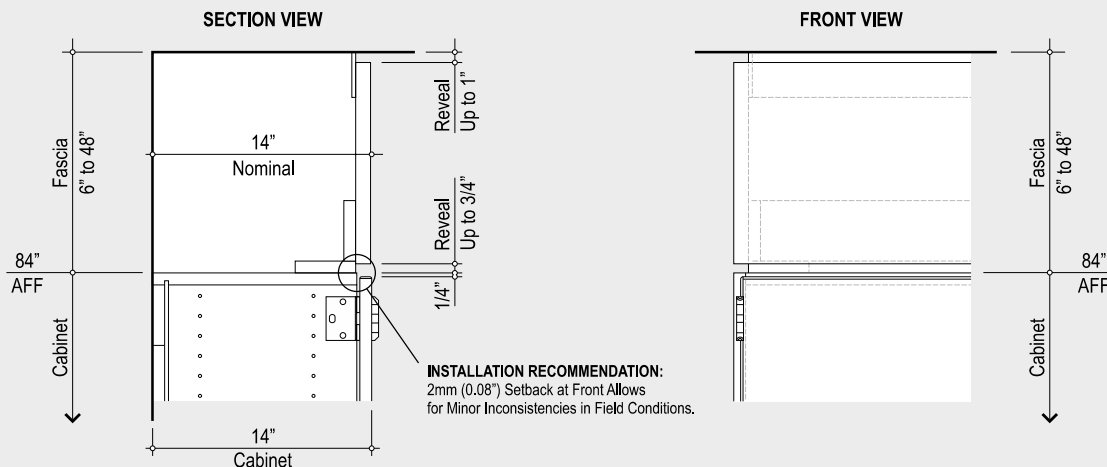 SECTION VIEW
FRONT VIEW
Fascia
6” to 48”
14”
Nominal
Reveal
Up to 1”
Reveal
Up to 3/4”
1/4”
84”
AFF
Cabinet
14”
Cabinet
INSTALLATION RECOMMENDATION:
2mm (0.08”) Setback at Front Allows
for Minor Inconsistencies in Field Conditions.
Fascia
6” to 48”
84”
AFF
Cabinet